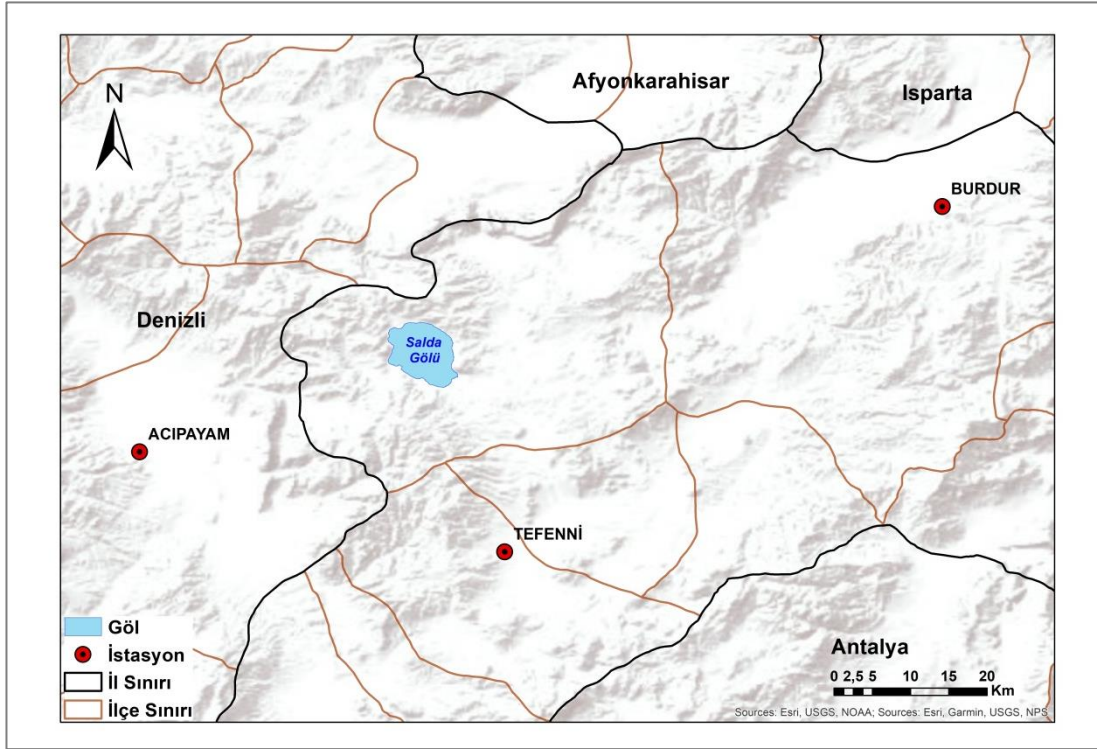 N
Afyonkarahisar
Isparta
BURDUR
Denizli
Salda
Gölü
ACIPAYAM
TEFENNİ
Göl
İstasyon
İl Sınırı
İlçe Sınırı
Antalya
0 2,5 5 10 15 20
Km
Sources: Esri, USGS, NOAA; Sources: Esri, Garmin, USGS, NPS